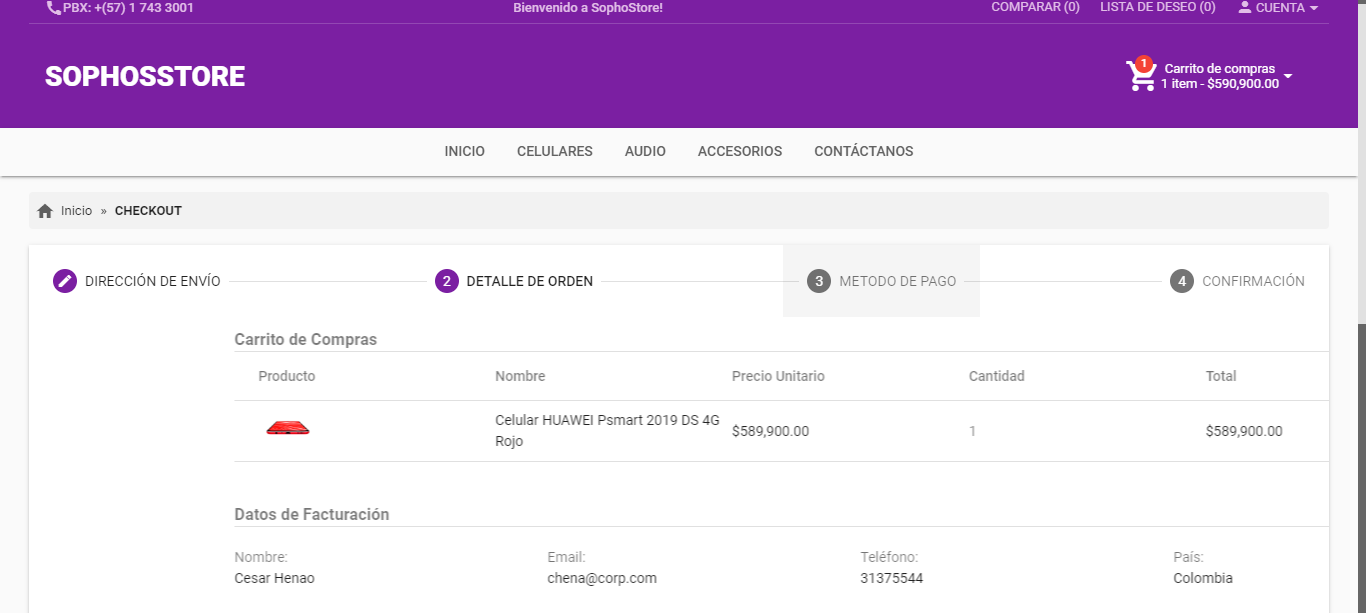 PBX: +(57) 1 743 3001 Bienvenido a SophoStore! COMPARAR (0) LISTA DE DESEO (0) CUENTA
SOPHOSSTORE
1
Carrito de compras
1 item - $590,900.00
INICIO CELULARES AUDIO ACCESORIOS CONTÁCTANOS
Inicio » CHECKOUT
DIRECCIÓN DE ENVÍO 2 DETALLE DE ORDEN 3 METODO DE PAGO 4 CONFIRMACIÓN
Carrito de Compras
Producto Nombre Precio Unitario Cantidad Total
Celular HUAWEI Psmart 2019 DS 4G
Rojo
$589,900.00 1 $589,900.00
Datos de Facturación
Nombre: Email: Teléfono: País:
Cesar Henao chena@corp.com 31375544 Colombia